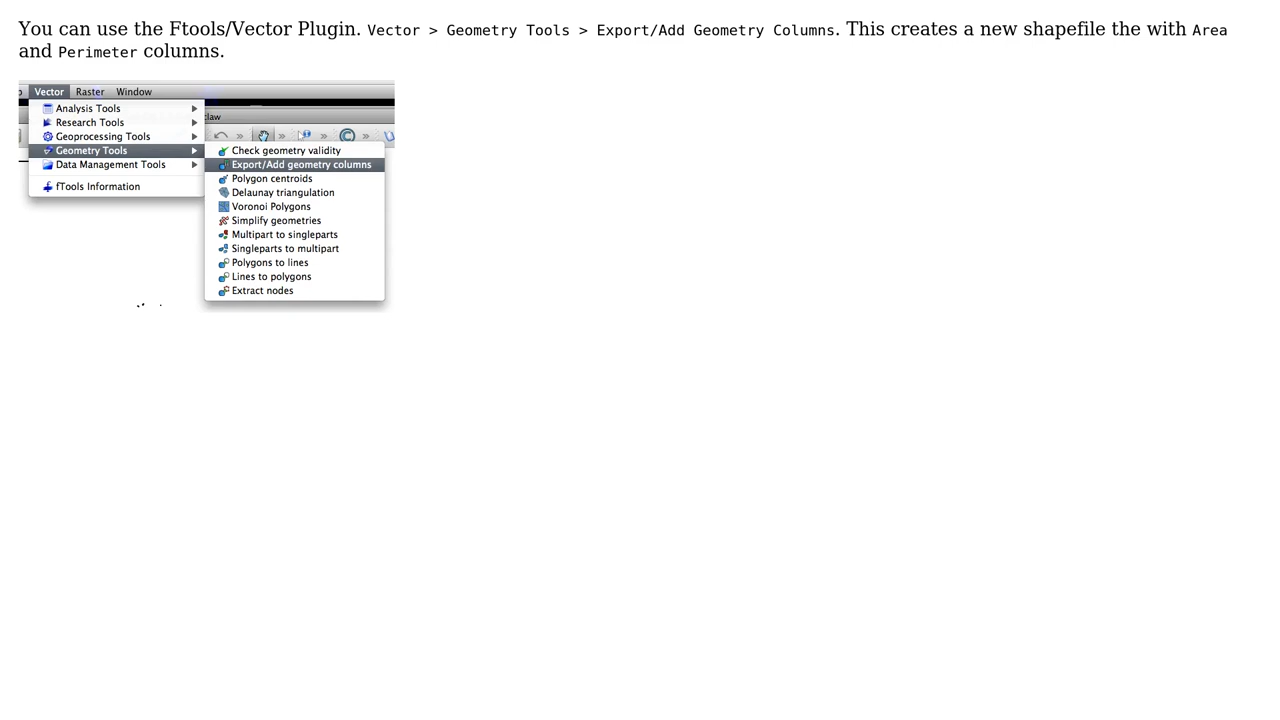 You can use the Ftools/Vector Plugin. Vector > Geometry Tools > Export/Add Geometry Columns. This creates a new shapefile the with Area
and Perimeter columns.
Vector Raster Window
Analysis Tools
law
Research Tools
Geoprocessing Tools
Geometry Tools
Check geometry validity
Data Management Tools
Export/Add geometry columns
Polygon centroids
fTools Information
Delaunay triangulation
Voronoi Polygons
Simplify geometries
Multipart to singleparts
Singleparts to multipart
Polygons to lines
Lines to polygons
Extract nodes